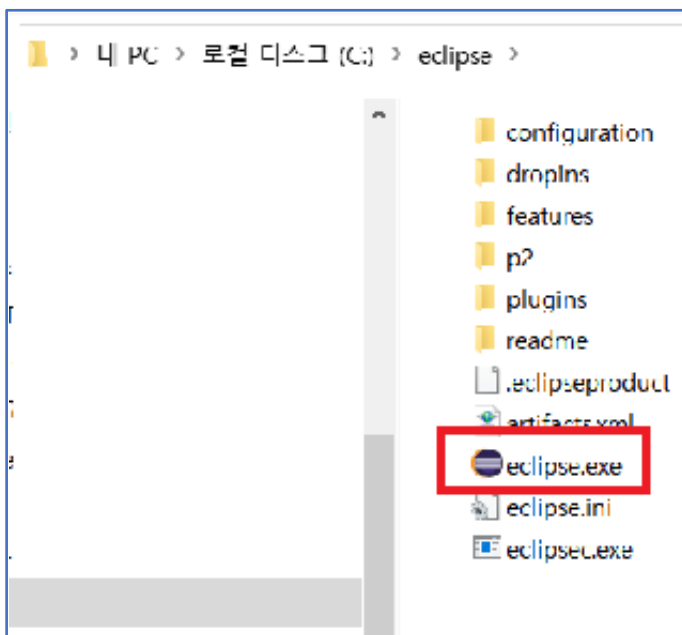 내 PC > 로컬 디스크 (C:) > eclipse >
configuration
dropins
features
p2
plugins
readme
.eclipseproduct
artifacts.xml
eclipse.exe
eclipse.ini
eclipsec.exe